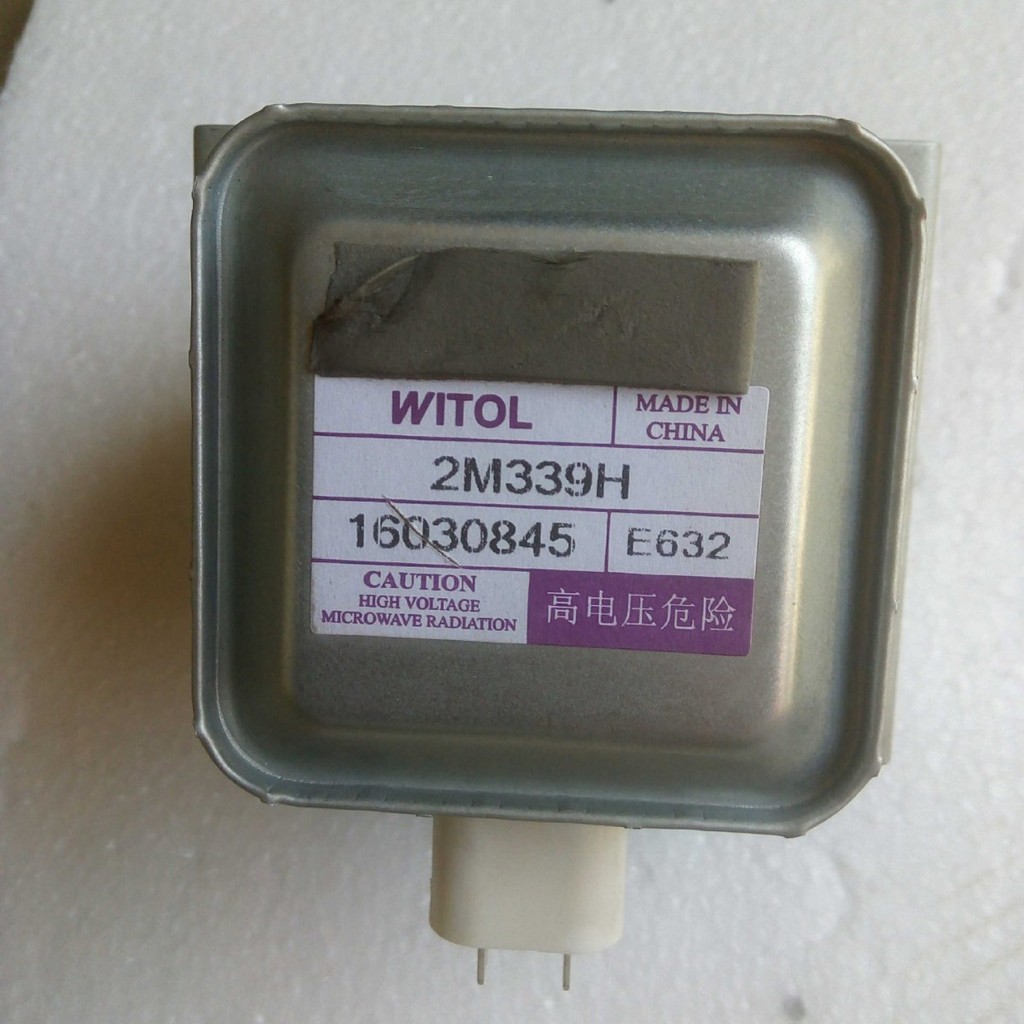 WITOL
MADE IN
CHINA
2M339H
16030845
E632
CAUTION
HIGH VOLTAGE
MICROWAVE RADIATION
高电压危险